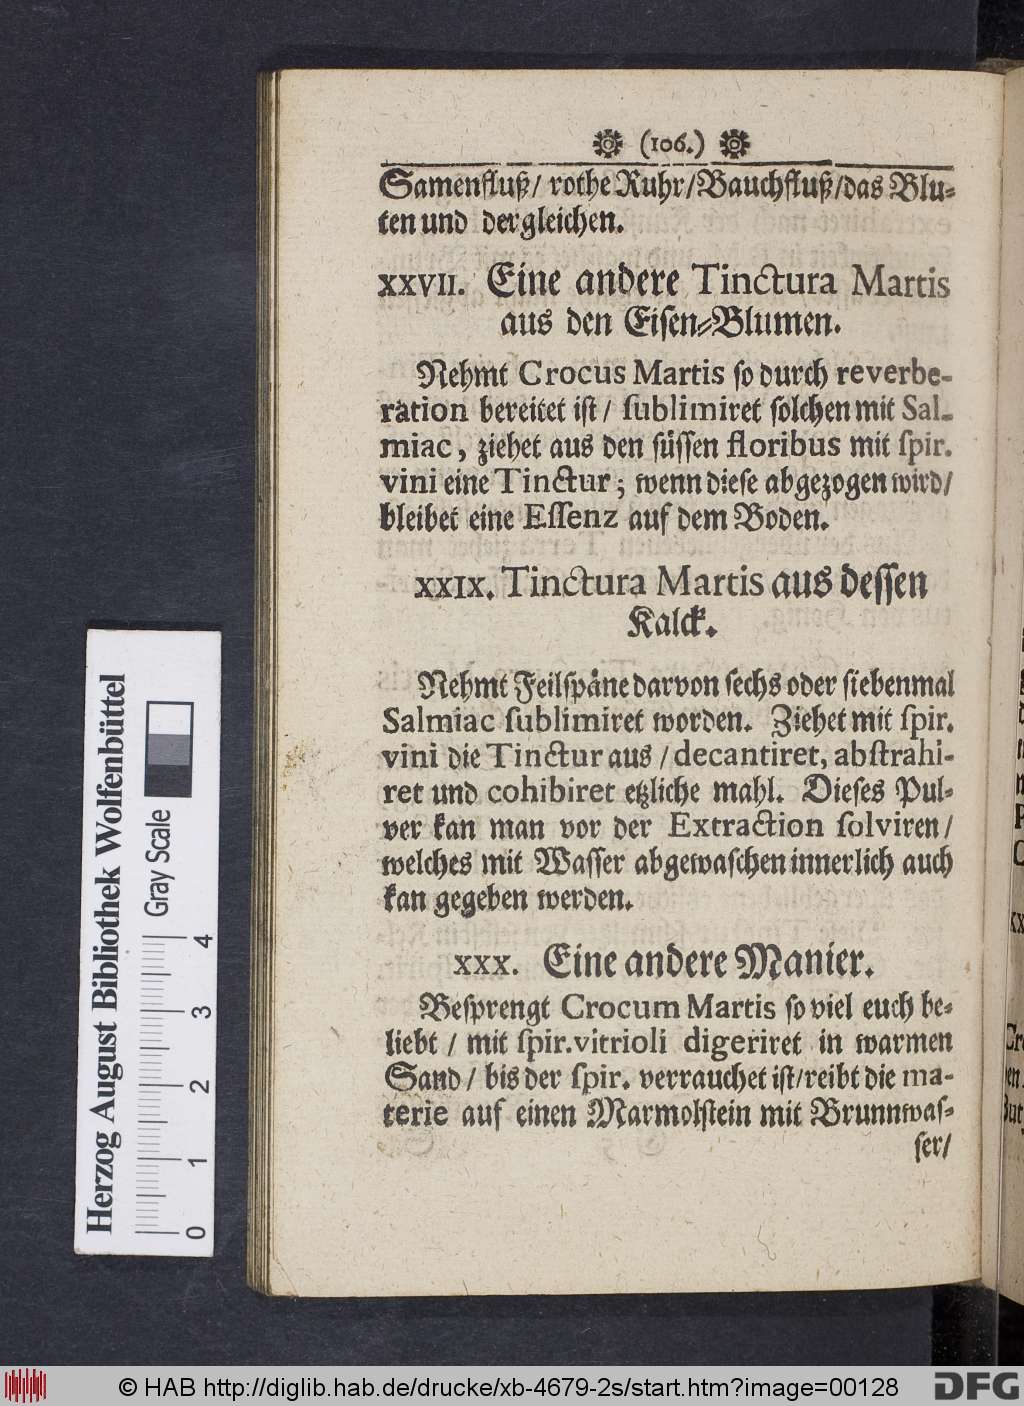 (106.)
Samenfluß/ rothe Ruhr/Bauchfluß/das Blu⸗
ten und dergleichen.
XXVII. Eine andere Tinctura Martis
aus den Eisen⸗Blumen.
Nehmt Crocus Martis so durch reverbe-
ration bereitet ist/ sublimiret solchen mit Sal-
miac, ziehet aus den süssen floribus mit spir.
vini eine Tinctur; wenn diese abgezogen wird/
bleibet eine Essenz auf dem Boden.
XXIX. Tinctura Martis aus dessen
Kalck.
Nehmt Feilspåne darvon sechs oder siebenmal
Salmiac sublimiret worden. Ziehet mit spir.
vini die Tinctur aus / decantiret, abstrahi-
ret und cohibiret etzliche mahl. Dieses Pul⸗
ver kan man vor der Extraction solviren/
welches mit Wasser abgewaschen innerlich auch
kan gegeben werden.
XXX. Eine andere Manier.
Besprengt Crocum Martis so viel euch be⸗
liebt / mit spir. vitrioli digeriret in warmen
Sand/ bis der spir. verrauchet ist/reibt die ma-
terie auf einen Marmolstein mit Brunnwas⸗
ser/
Herzog August Bibliothek Wolfenbüttel
Gray Scale
0 1 2 3 4
© HAB http://diglib.hab.de/drucke/xb-4679-2s/start.htm?image=00128
DFG